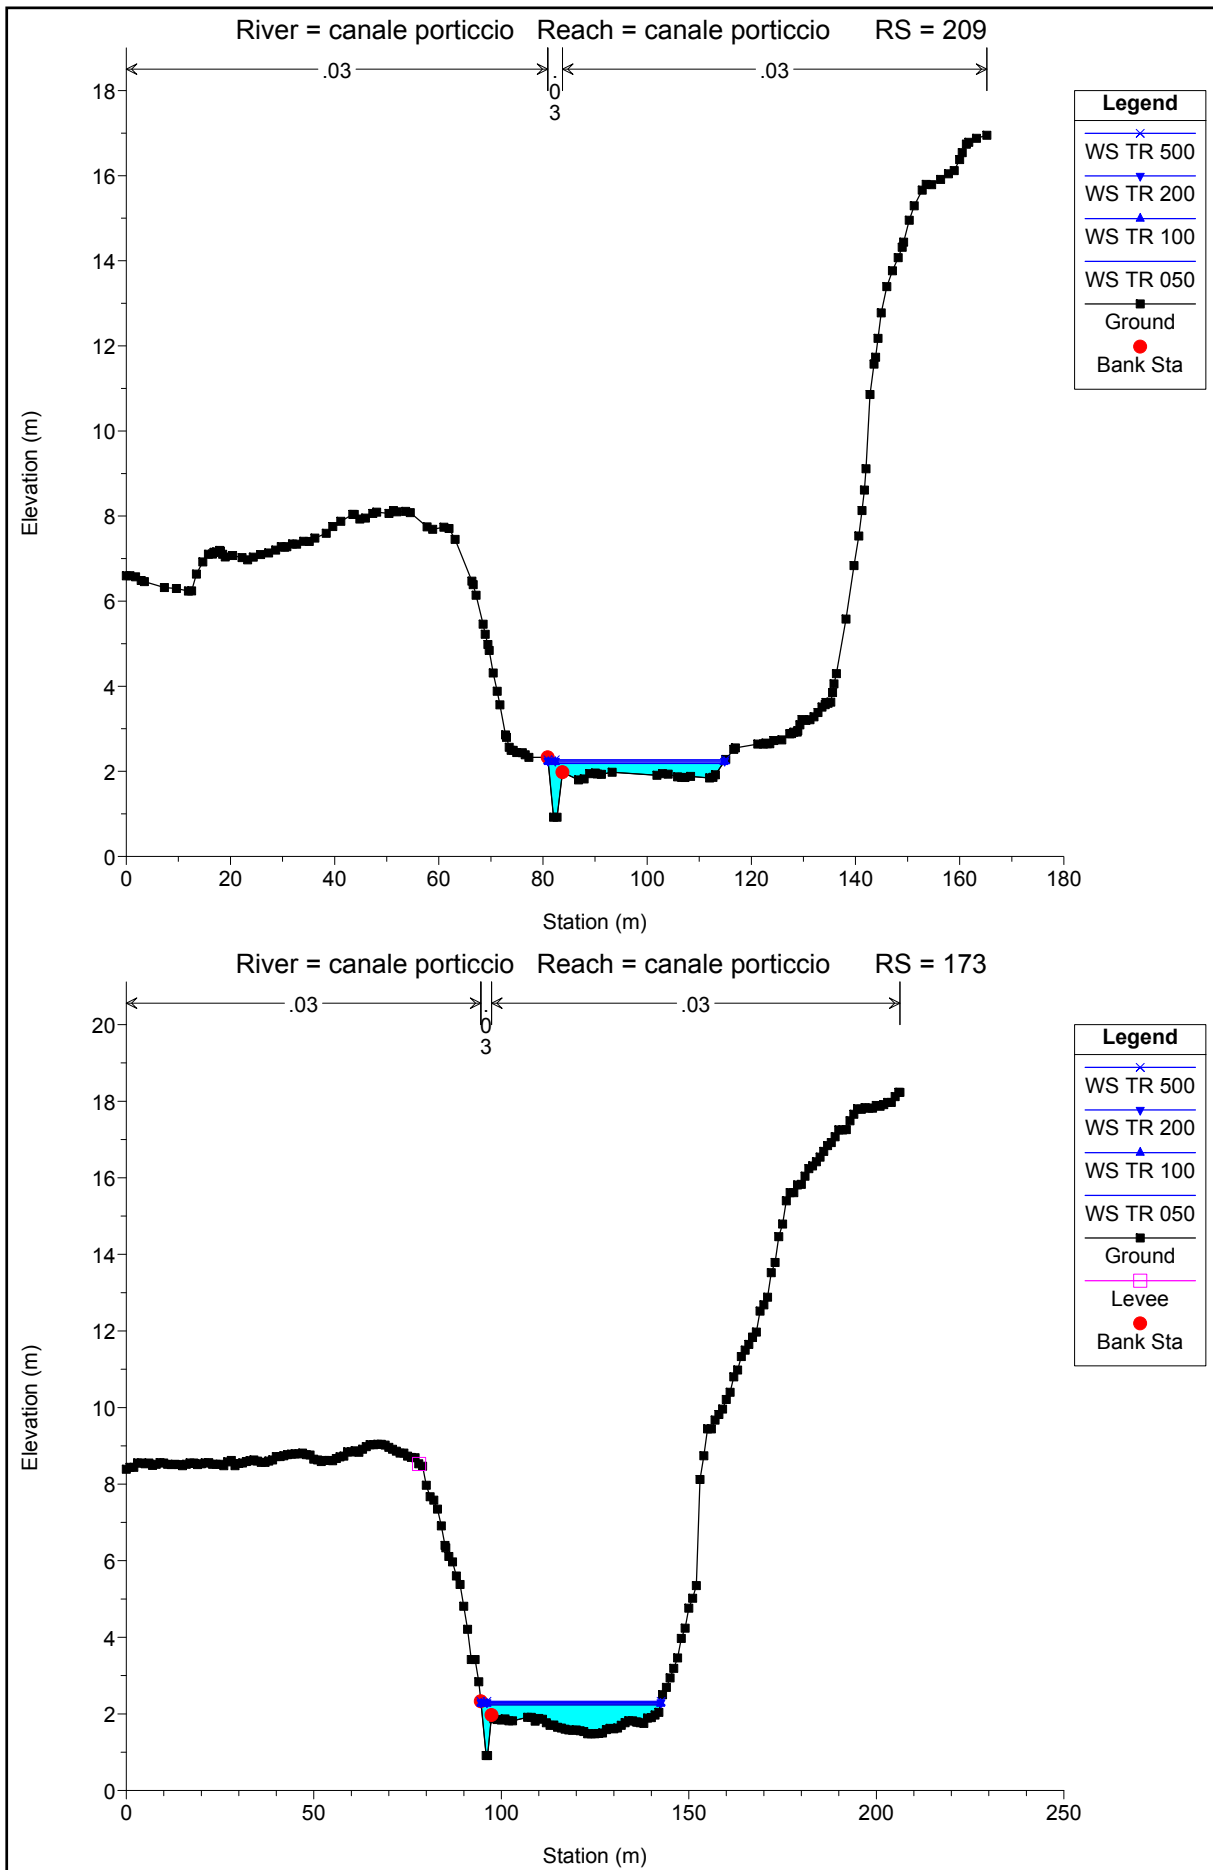 River = canale porticcio Reach = canale porticcio RS = 209
.03 .03 .03
Legend
WS TR 500
WS TR 200
WS TR 100
WS TR 050
Ground
Bank Sta
18
16
14
12
10
8
6
4
2
0
Elevation (m)
0 20 40 60 80 100 120 140 160 180
Station (m)
River = canale porticcio Reach = canale porticcio RS = 173
.03 .03 .03
Legend
WS TR 500
WS TR 200
WS TR 100
WS TR 050
Ground
Levee
Bank Sta
20
18
16
14
12
10
8
6
4
2
0
Elevation (m)
0 50 100 150 200 250
Station (m)